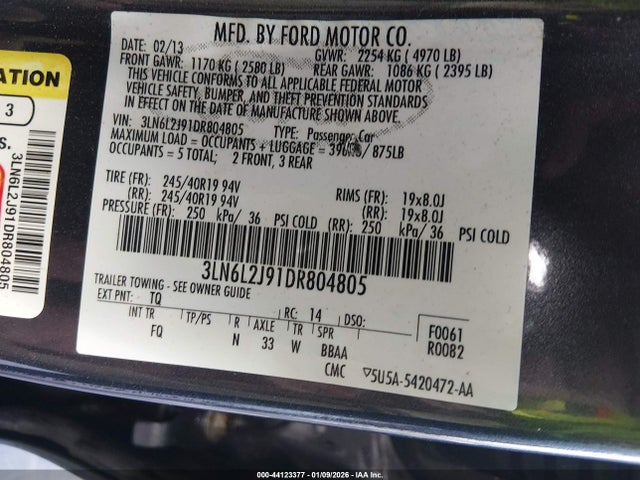 MFD. BY FORD MOTOR CO.
DATE: 02/13 GVWR: 2254 KG ( 4970 LB)
FRONT GAWR: 1170 KG ( 2580 LB) REAR GAWR: 1086 KG ( 2395 LB)
THIS VEHICLE CONFORMS TO ALL APPLICABLE FEDERAL MOTOR
VEHICLE SAFETY, BUMPER, AND THEFT PREVENTION STANDARDS
IN EFFECT ON THE DATE OF MANUFACTURE SHOWN ABOVE.
VIN: 3LN6L2J91DR804805 TYPE: Passenger Car
MAXIMUM LOAD = OCCUPANTS + LUGGAGE = / 875LB
OCCUPANTS = 5 TOTAL; 2 FRONT, 3 REAR
TIRE (FR): 245/40R19 94V RIMS (FR): 19x8.0J
(RR): 245/40R19 94V (RR): 19x8.0J
PRESSURE (FR): 250 kPa/ 36 PSI COLD (RR): 250 kPa/ 36 PSI COLD
3LN6L2J91DR804805
TRAILER TOWING - SEE OWNER GUIDE
EXT PNT: TQ RC: 14 DSO:
INT TR TP/PS R AXLE TR SPR F0061
FQ N 33 W BBAA R0082
CMC ▽5U5A-5420472-AA
ATION
3
s.
3LN6L2J91DR804805
000-44123377 - 01/09/2026 - IAA Inc.